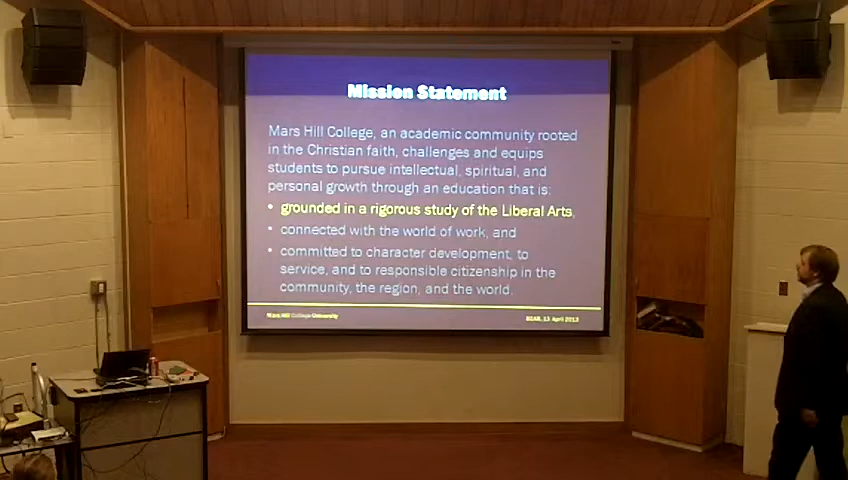 Mission Statement
Mars Hill College, an academic community rooted
in the Christian faith, challenges and equips
students to pursue intellectual, spiritual, and
personal growth through an education that is:
• grounded in a rigorous study of the Liberal Arts,
• connected with the world of work, and
• committed to character development, to
service, and to responsible citizenship in the
community, the region, and the world.
Mars Hill College University
13 April 2013